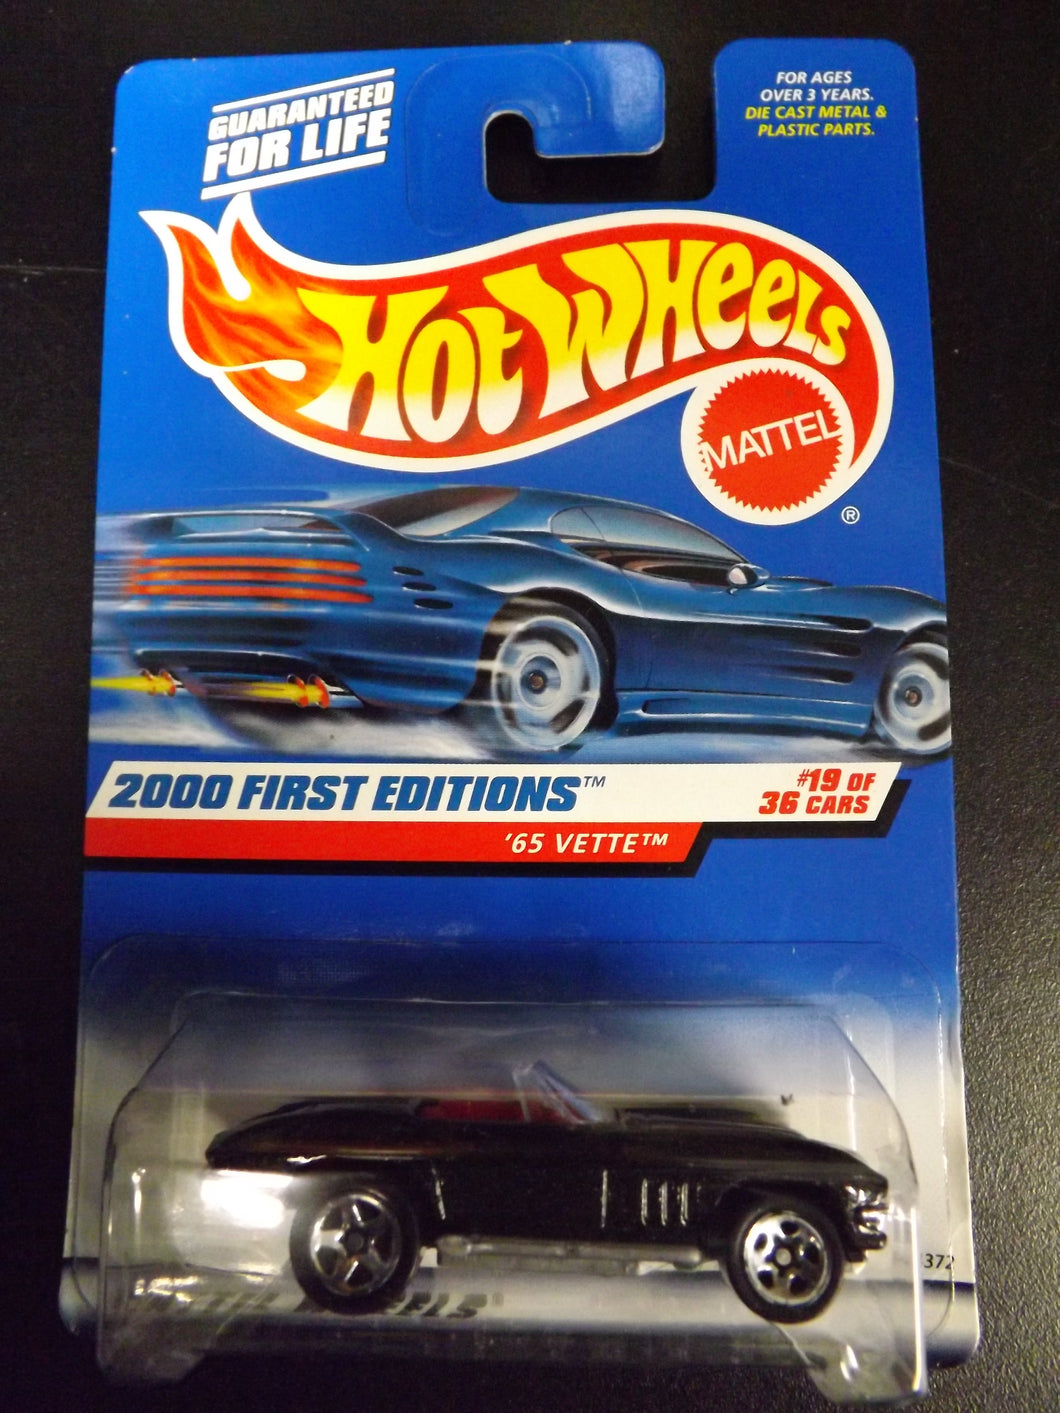 GUARANTEED
FOR LIFE
FOR AGES
OVER 3 YEARS.
DIE CAST METAL &
PLASTIC PARTS.
HOT WHEELS
MATTEL
®
2000 FIRST EDITIONS™
#19 OF
36 CARS
'65 VETTE™
372
WHEELS®